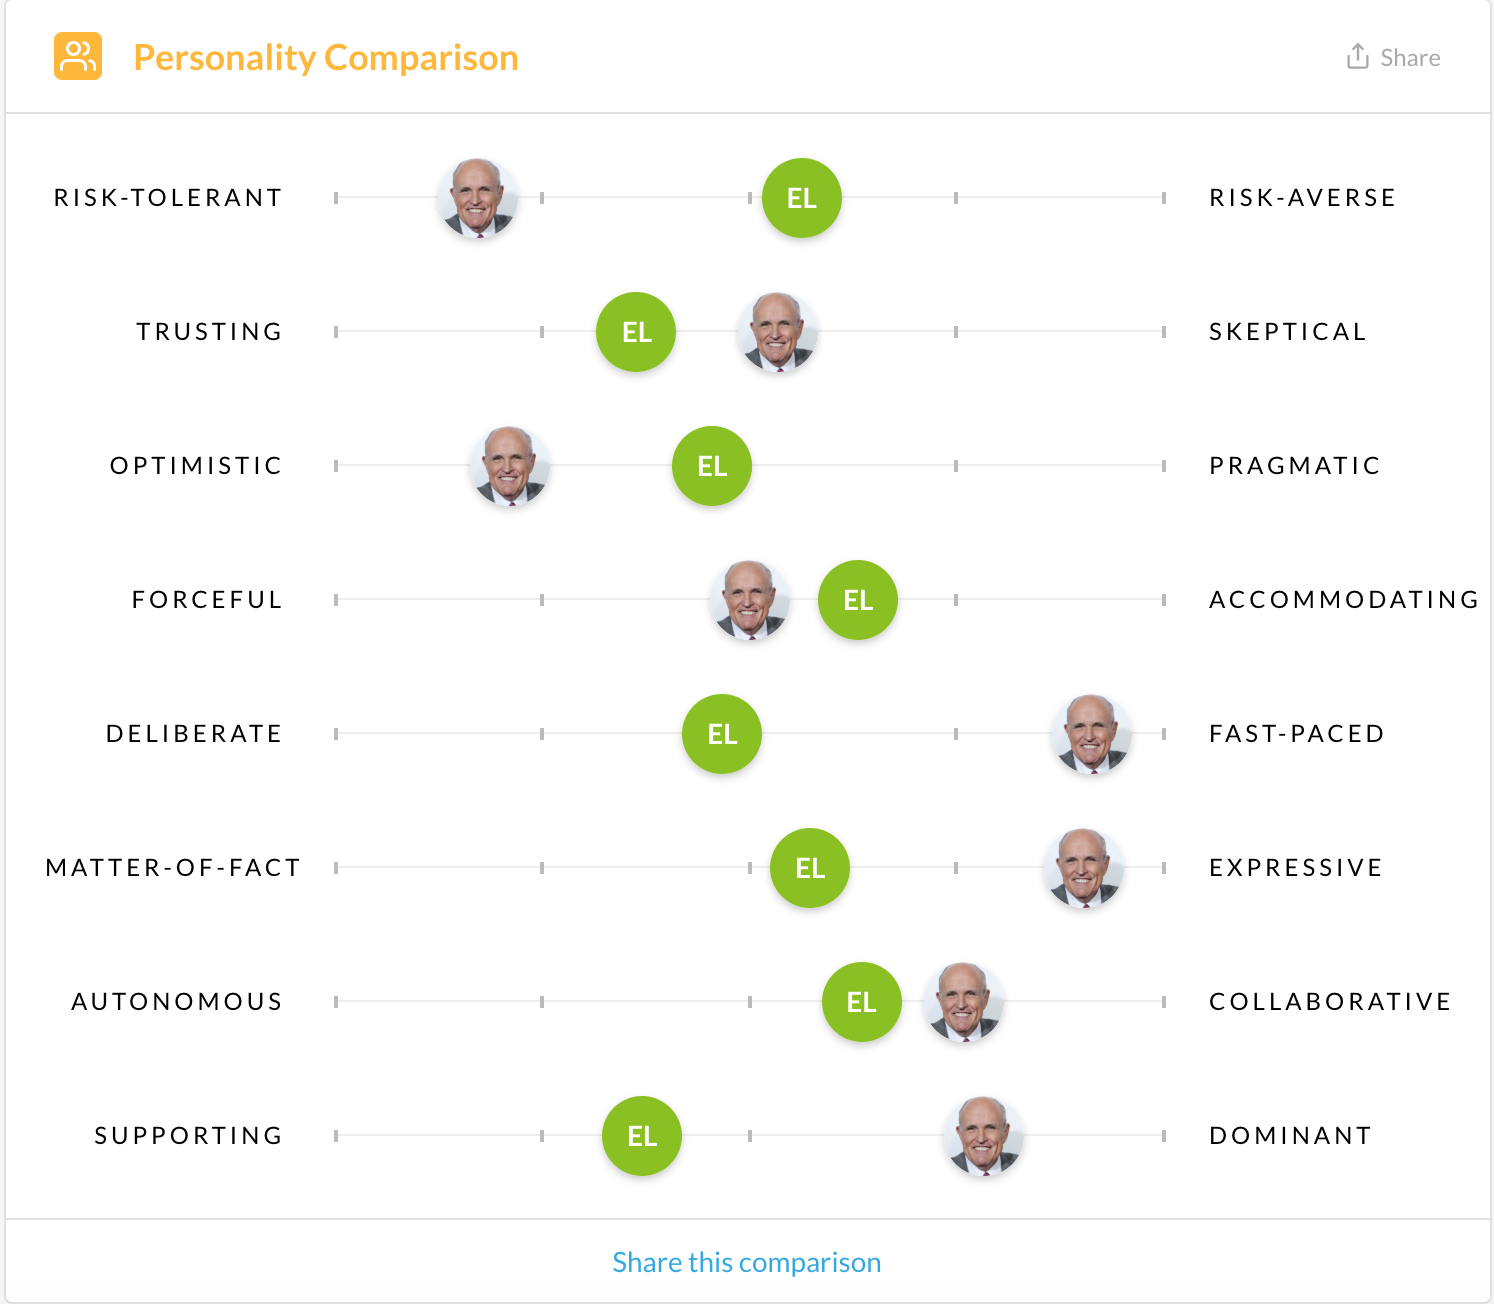 Personality Comparison
Share
RISK-TOLERANT EL RISK-AVERSE
TRUSTING EL SKEPTICAL
OPTIMISTIC EL PRAGMATIC
FORCEFUL EL ACCOMMODATING
DELIBERATE EL FAST-PACED
MATTER-OF-FACT EL EXPRESSIVE
AUTONOMOUS EL COLLABORATIVE
SUPPORTING EL DOMINANT
Share this comparison